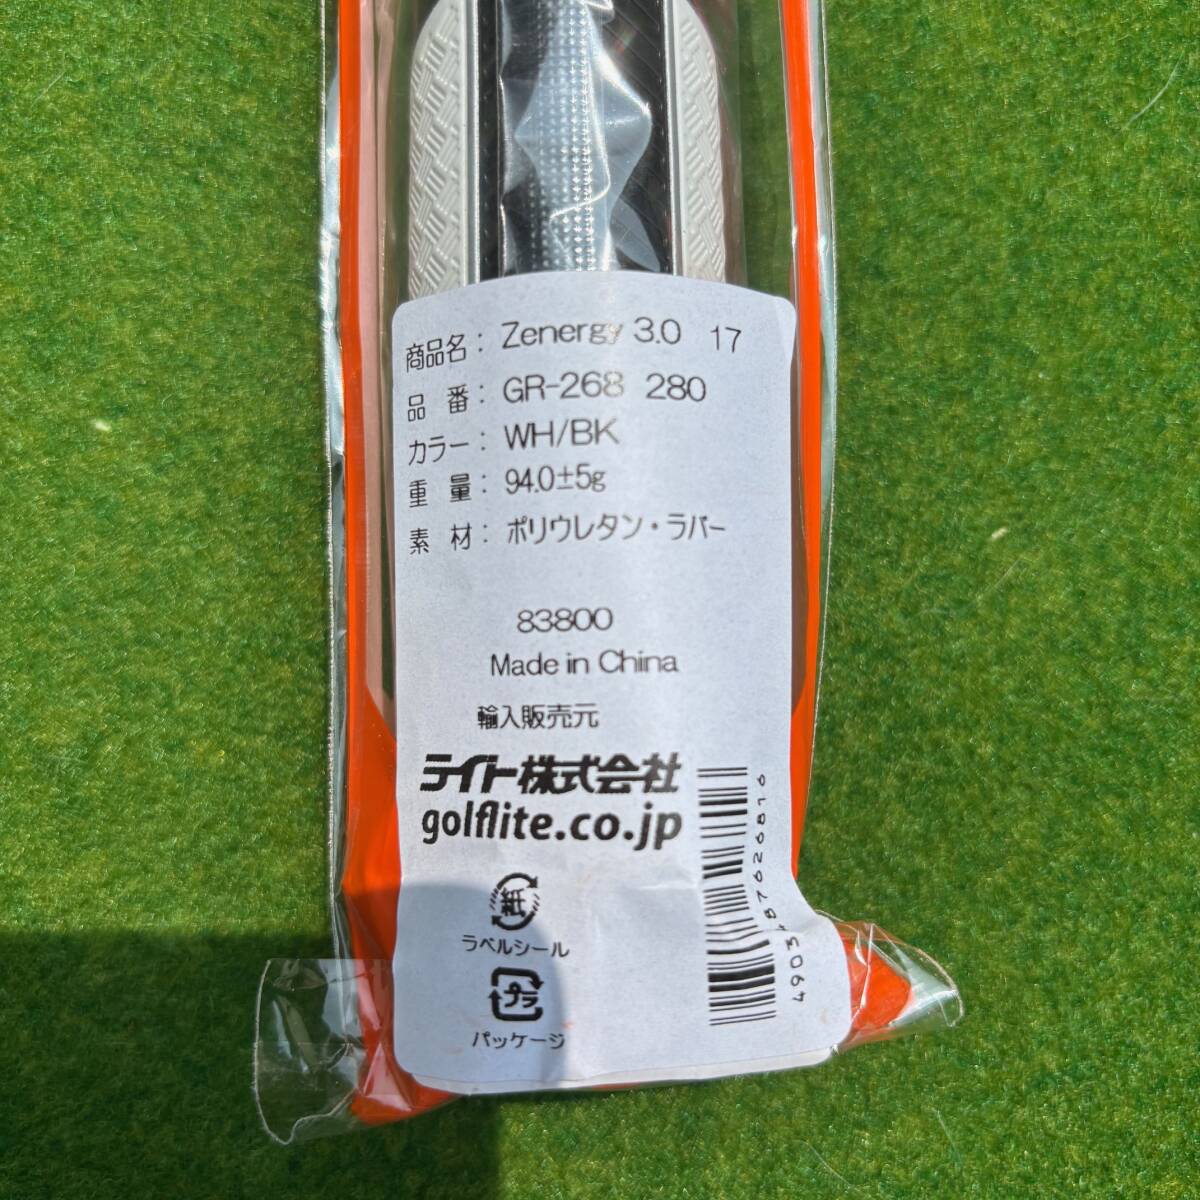 商品名： Zenergy 3.0 17
品 番： GR-268 280
カラー： WH/BK
重 量： 94.0±5g
素 材： ポリウレタン・ラバー
83800
Made in China
輸入販売元
ライト株式会社
golflite.co.jp
紙
ラベルシール
プラ
パッケージ